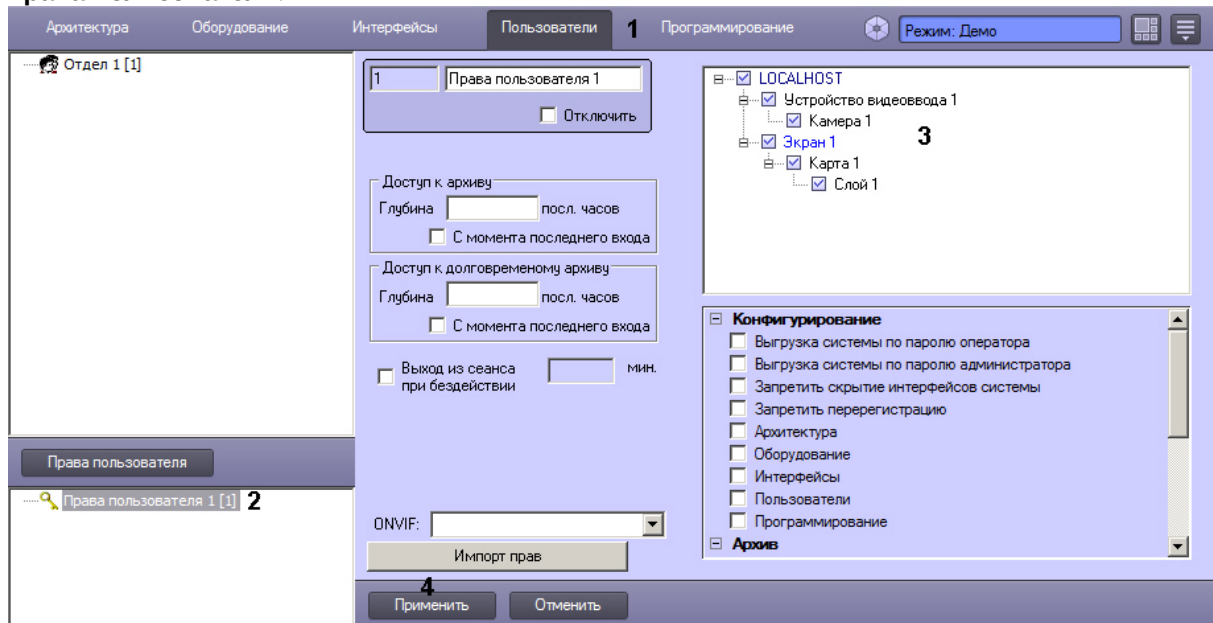 Архитектура Оборудование Интерфейсы Пользователи 1 Программирование Режим: Демо
Отдел 1 [1]
1 Права пользователя 1
Отключить
Доступ к архиву
Глубина посл. часов
С момента последнего входа
Доступ к долговременому архиву
Глубина посл. часов
С момента последнего входа
Выход из сеанса мин.
при бездействии
LOCALHOST
Устройство видеоввода 1
Камера 1
3
Экран 1
Карта 1
Слой 1
Конфигурирование
Выгрузка системы по паролю оператора
Выгрузка системы по паролю администратора
Запретить скрытие интерфейсов системы
Запретить перерегистрацию
Архитектура
Оборудование
Интерфейсы
Пользователи
Программирование
Архив
Права пользователя
Права пользователя 1 [1] 2
ONVIF:
Импорт прав
4
Применить Отменить